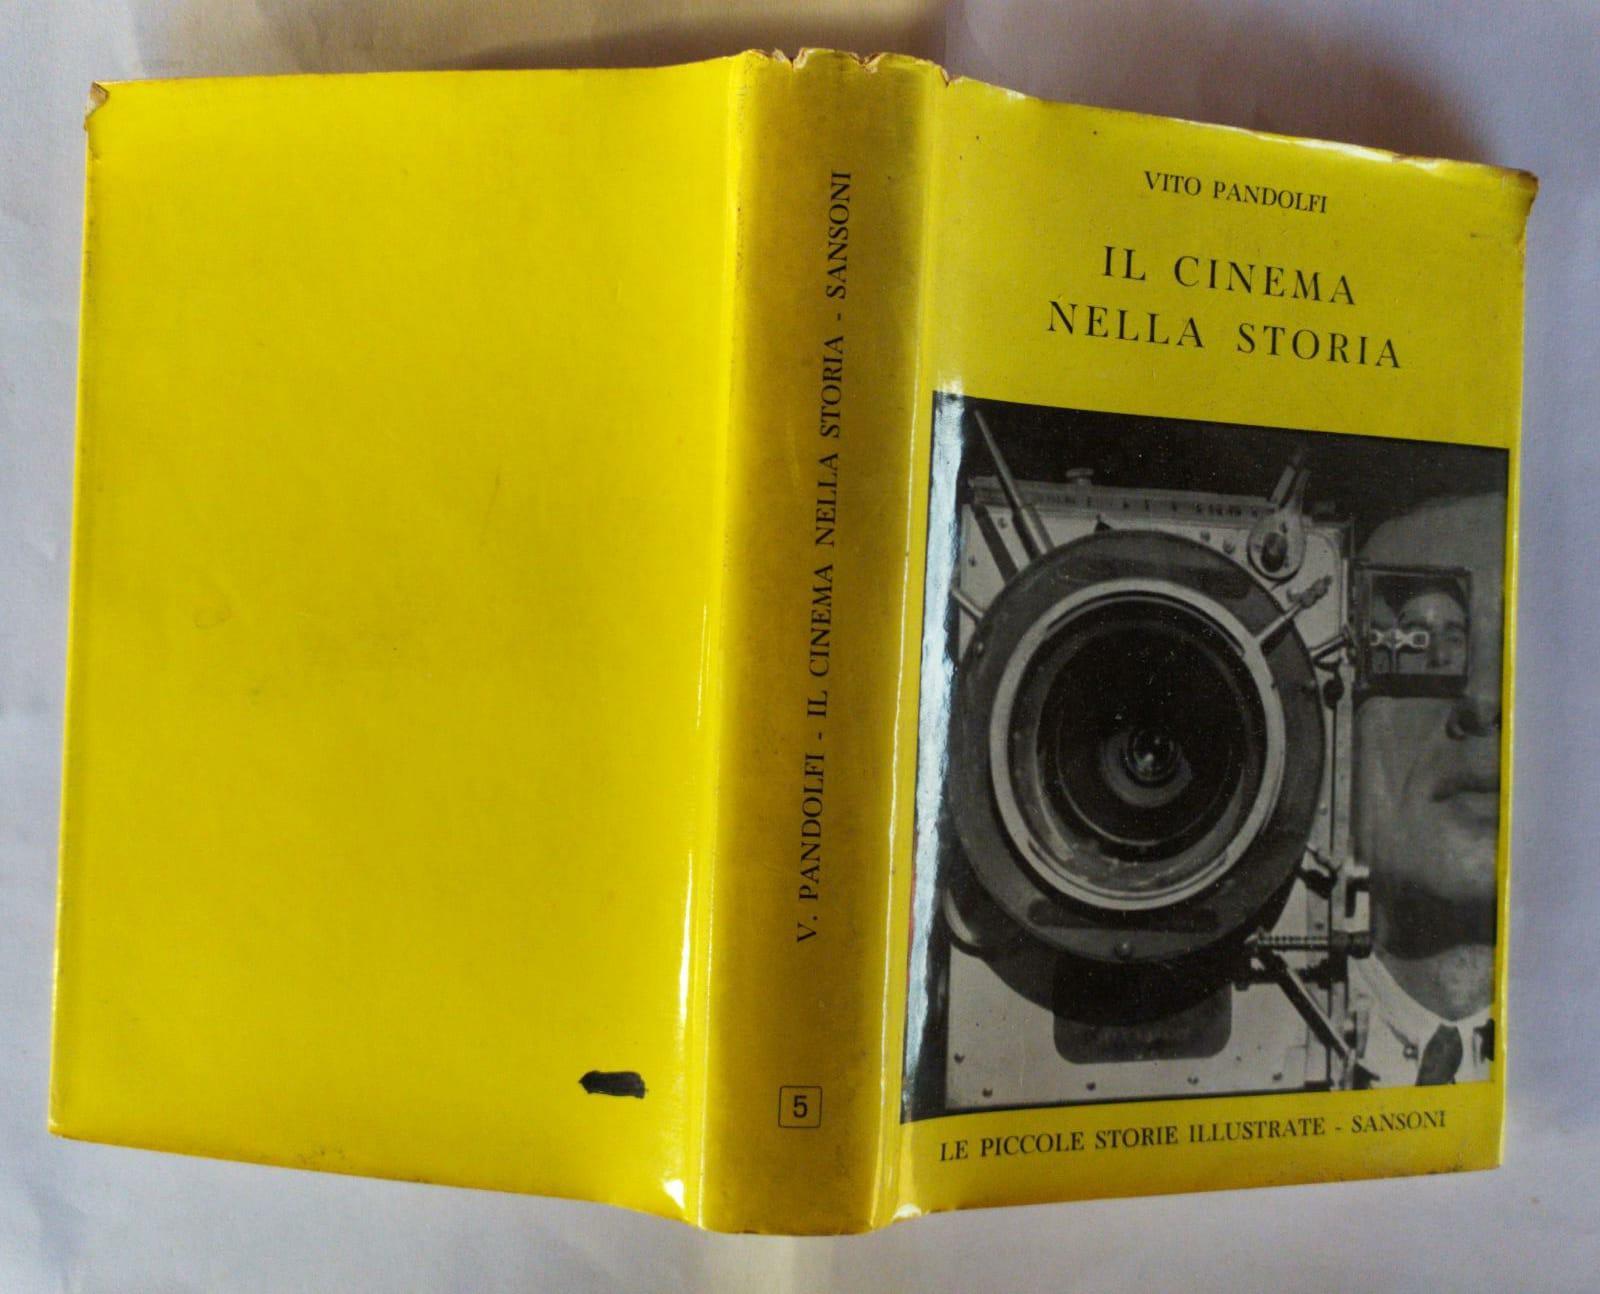 V. PANDOLFI - IL CINEMA NELLA STORIA - SANSONI
5
VITO PANDOLFI
IL CINEMA
NELLA STORIA
LE PICCOLE STORIE ILLUSTRATE - SANSONI